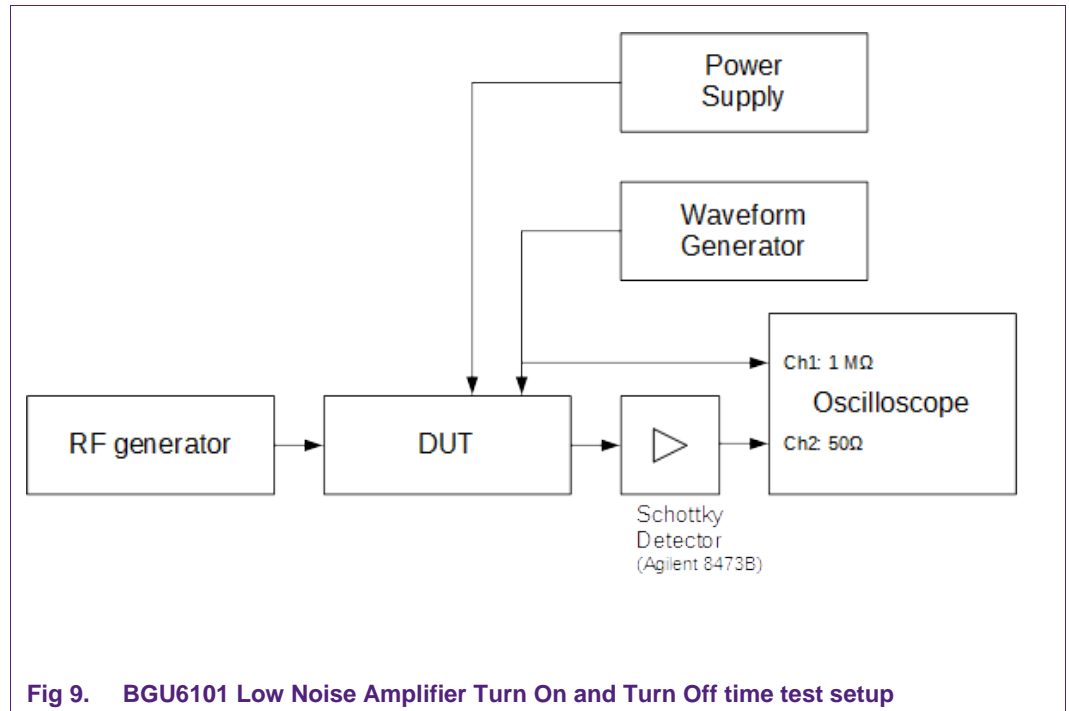 Power
Supply
Waveform
Generator
Ch1: 1 MΩ
Oscilloscope
Ch2: 50Ω
RF generator
DUT
Schottky
Detector
(Agilent 8473B)
Fig 9. BGU6101 Low Noise Amplifier Turn On and Turn Off time test setup